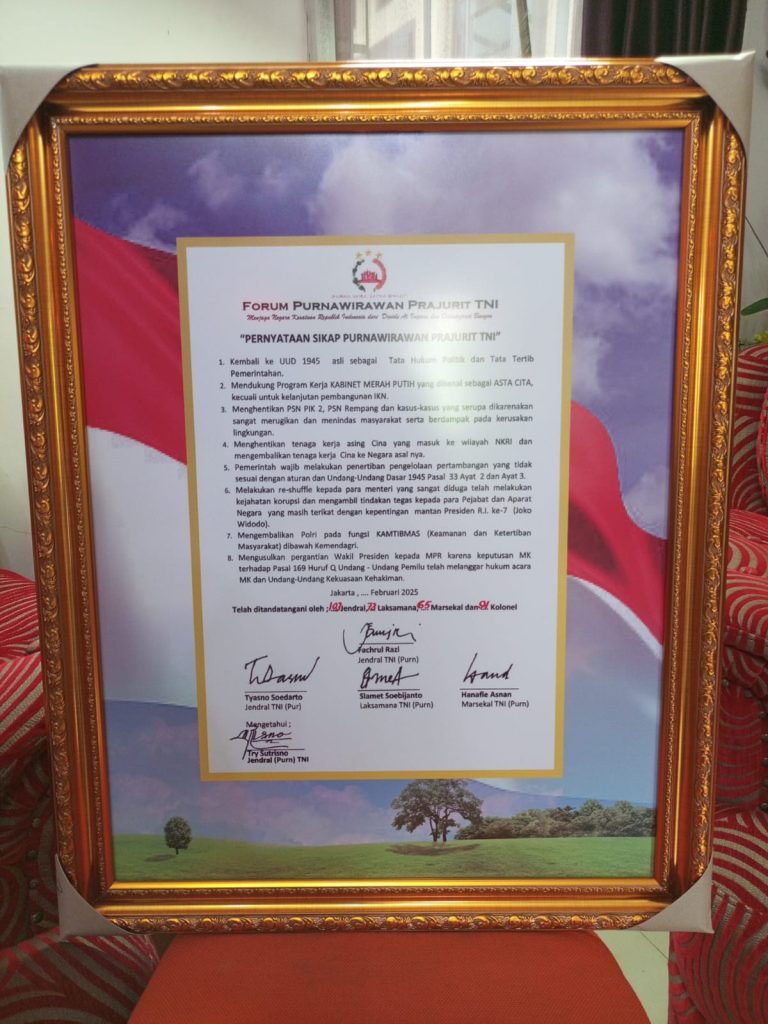 FORUM PURNAWIRAWAN PRAJURIT TNI
Menjaga Negara Kesatuan Republik Indonesia dari
"PERNYATAAN SIKAP PURNAWIRAWAN PRAJURIT TNI"
1. Kembali ke UUD 1945 asli sebagai Tata Hukum Politik dan Tata Tertib
Pemerintahan.
2. Mendukung Program Kerja KABINET MERAH PUTIH yang dikenal sebagai ASTA CITA,
kecuali untuk kelanjutan pembangunan IKN.
3. Menghentikan PSN PIK 2, PSN Rempang dan kasus-kasus yang serupa dikarenakan
sangat merugikan dan menindas masyarakat serta berdampak pada kerusakan
lingkungan.
4. Menghentikan tenaga kerja asing Cina yang masuk ke wilayah NKRI dan
mengembalikan tenaga kerja Cina ke Negara asal nya.
5. Pemerintah wajib melakukan penertiban pengelolaan pertambangan yang tidak
sesuai dengan aturan dan Undang-Undang Dasar 1945 Pasal 33 Ayat 2 dan Ayat 3.
6. Melakukan re-shuffle kepada para menteri yang sangat diduga telah melakukan
kejahatan korupsi dan mengambil tindakan tegas kepada para Pejabat dan Aparat
Negara yang masih terikat dengan kepentingan mantan Presiden R.I. ke-7 (Joko
Widodo).
7. Mengembalikan Polri pada fungsi KAMTIBMAS (Keamanan dan Ketertiban
Masyarakat) dibawah Kemendagri.
8. Mengusulkan pergantian Wakil Presiden kepada MPR karena keputusan MK
terhadap Pasal 169 Huruf Q Undang - Undang Pemilu telah melanggar hukum acara
MK dan Undang-Undang Kekuasaan Kehakiman.
Jakarta , .... Februari 2025
Telah ditandatangani oleh ; Jendral, 73 Laksamana, 65 Marsekal dan 91 Kolonel
Fachrul Razi
Jendral TNI (Purn)
Tyasno Soedarto
Jendral TNI (Pur)
Slamet Soebijanto
Laksamana TNI (Purn)
Hanafie Asnan
Marsekal TNI (Purn)
Mengetahui ;
Try Sutrisno
Jendral (Purn) TNI